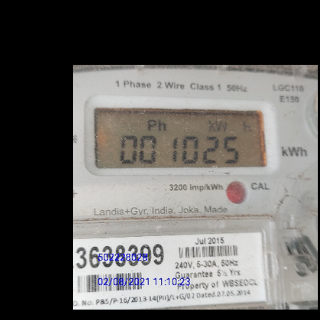 1 Phase 2 Wire Class 1 50Hz LGC110
E150
Ph kW h
001025 kWh
3200 imp/kWh CAL
Landis+Gyr, India, Joka, Made
Jul 2015
3638399
240V, 5-30A, 50Hz
Guarantee 5½ Yrs
Property of WBSEDCL
02/08/2021 11:10:23